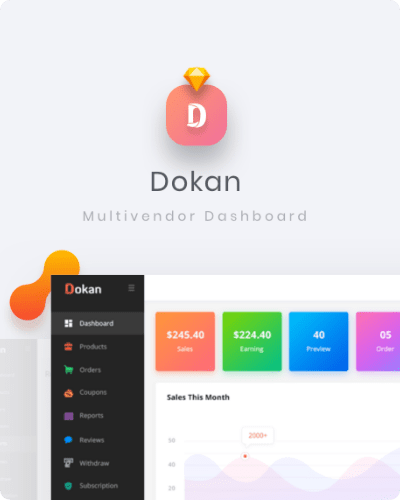 D
Dokan
Multivendor Dashboard
Dokan
Dashboard
Products
Orders
Coupons
Reports
Reviews
Withdraw
Subscription
$245.40
Sales
$224.40
Earning
40
Preview
05
Order
Sales This Month
2000+
50
40
20